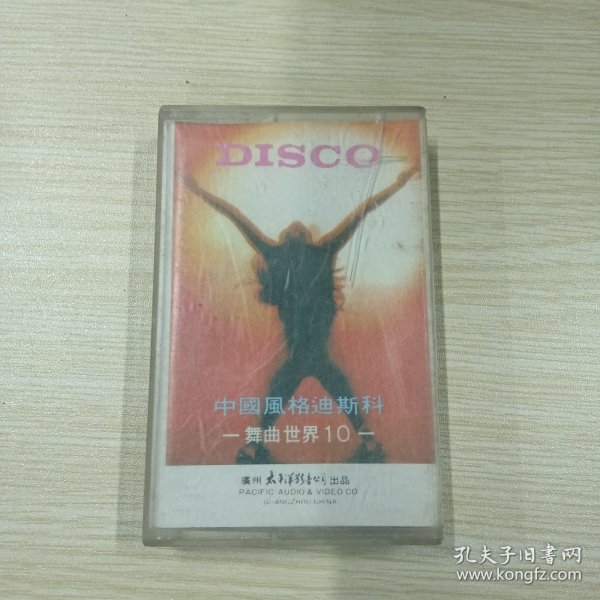 DISCO
中國風格迪斯科
—舞曲世界10—
廣州 太平洋影音公司 出品
PACIFIC AUDIO & VIDEO CO
GUANGZHOU CHINA
孔夫子旧书网
www.kongfz.com